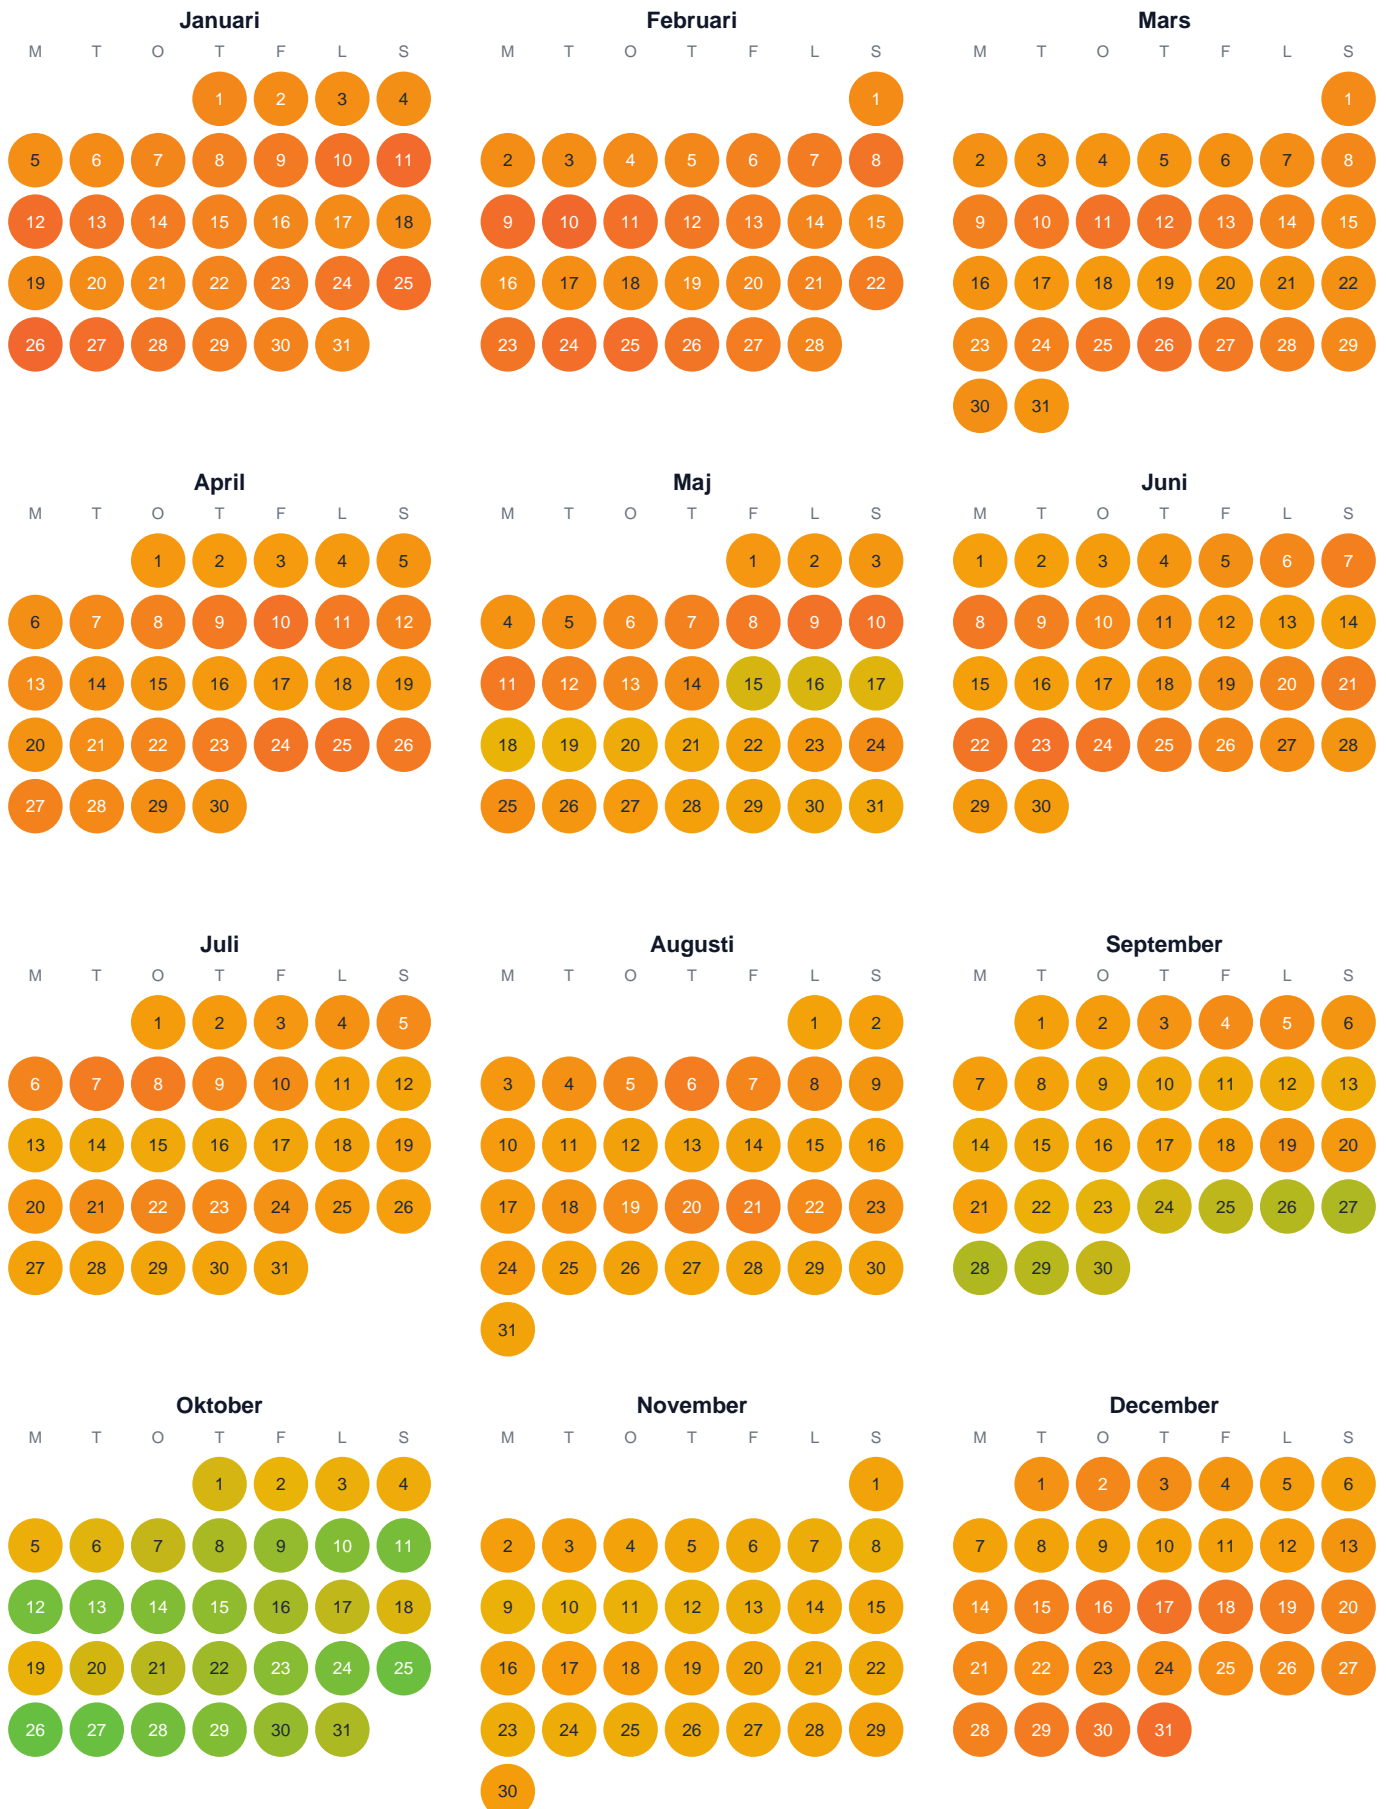 Januari Februari Mars
M T O T F L S M T O T F L S M T O T F L S
1 2 3 4 1 1
5 6 7 8 9 10 11 2 3 4 5 6 7 8 2 3 4 5 6 7 8
12 13 14 15 16 17 18 9 10 11 12 13 14 15 9 10 11 12 13 14 15
19 20 21 22 23 24 25 16 17 18 19 20 21 22 16 17 18 19 20 21 22
26 27 28 29 30 31 23 24 25 26 27 28 23 24 25 26 27 28 29
30 31
April Maj Juni
M T O T F L S M T O T F L S M T O T F L S
1 2 3 4 5 1 2 3 1 2 3 4 5 6 7
6 7 8 9 10 11 12 4 5 6 7 8 9 10 8 9 10 11 12 13 14
13 14 15 16 17 18 19 11 12 13 14 15 16 17 15 16 17 18 19 20 21
20 21 22 23 24 25 26 18 19 20 21 22 23 24 22 23 24 25 26 27 28
27 28 29 30 25 26 27 28 29 30 31 29 30
Juli Augusti September
M T O T F L S M T O T F L S M T O T F L S
1 2 3 4 5 1 2 1 2 3 4 5 6
6 7 8 9 10 11 12 3 4 5 6 7 8 9 7 8 9 10 11 12 13
13 14 15 16 17 18 19 10 11 12 13 14 15 16 14 15 16 17 18 19 20
20 21 22 23 24 25 26 17 18 19 20 21 22 23 21 22 23 24 25 26 27
27 28 29 30 31 24 25 26 27 28 29 30 28 29 30
31
Oktober November December
M T O T F L S M T O T F L S M T O T F L S
1 2 3 4 1 1 2 3 4 5 6
5 6 7 8 9 10 11 2 3 4 5 6 7 8 7 8 9 10 11 12 13
12 13 14 15 16 17 18 9 10 11 12 13 14 15 14 15 16 17 18 19 20
19 20 21 22 23 24 25 16 17 18 19 20 21 22 21 22 23 24 25 26 27
26 27 28 29 30 31 23 24 25 26 27 28 29 28 29 30 31
30